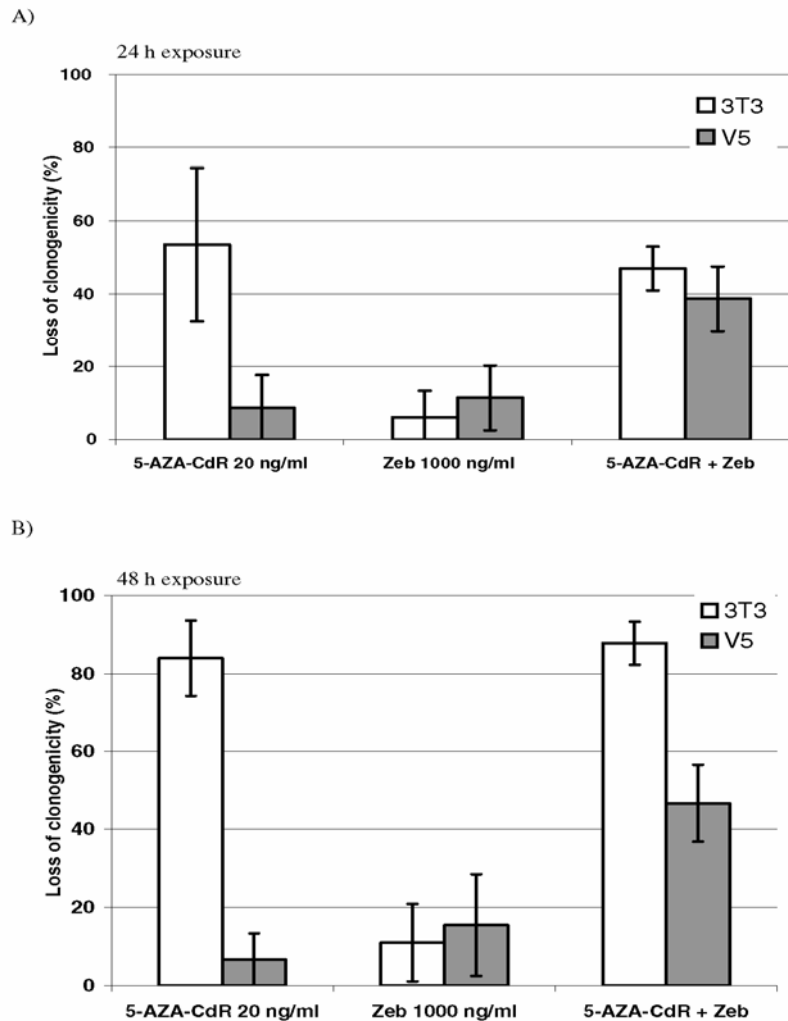 A)
24 h exposure
100
80
60
40
20
0
Loss of clonogenicity (%)
3T3
V5
5-AZA-CdR 20 ng/ml
Zeb 1000 ng/ml
5-AZA-CdR + Zeb
B)
48 h exposure
100
80
60
40
20
0
Loss of clonogenicity (%)
3T3
V5
5-AZA-CdR 20 ng/ml
Zeb 1000 ng/ml
5-AZA-CdR + Zeb